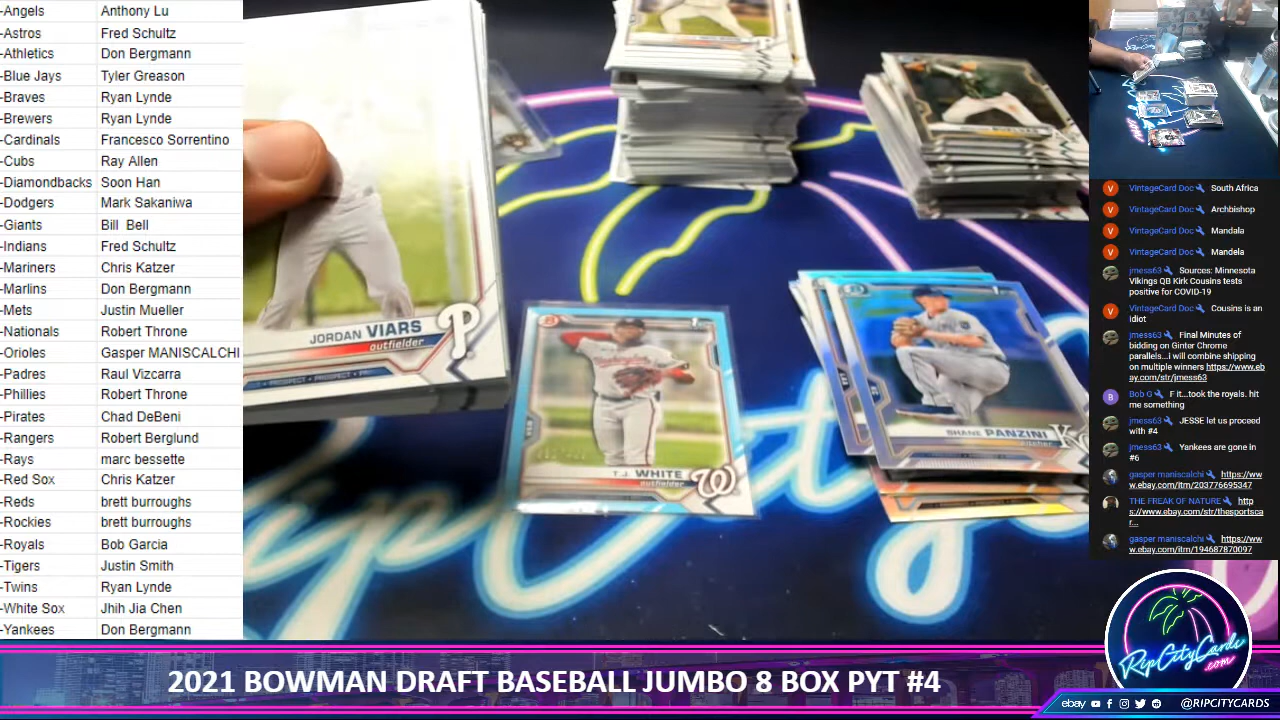 -Angels Anthony Lu
-Astros Fred Schultz
-Athletics Don Bergmann
-Blue Jays Tyler Greason
-Braves Ryan Lynde
-Brewers Ryan Lynde
-Cardinals Francesco Sorrentino
-Cubs Ray Allen
-Diamondbacks Soon Han
-Dodgers Mark Sakaniwa
-Giants Bill Bell
-Indians Fred Schultz
-Mariners Chris Katzer
-Marlins Don Bergmann
-Mets Justin Mueller
-Nationals Robert Throne
-Orioles Gasper MANISCALCHI
-Padres Raul Vizcarra
-Phillies Robert Throne
-Pirates Chad DeBeni
-Rangers Robert Berglund
-Rays marc bessette
-Red Sox Chris Katzer
-Reds brett burroughs
-Rockies brett burroughs
-Royals Bob Garcia
-Tigers Justin Smith
-Twins Ryan Lynde
-White Sox Jhih Jia Chen
-Yankees Don Bergmann
JORDAN VIARS
outfielder
P
T.J. WHITE
outfielder
W
SHANE PANZINI
pitcher
V VintageCard Doc South Africa
V VintageCard Doc Archbishop
V VintageCard Doc Mandala
V VintageCard Doc Mandela
jmess63 Sources: Minnesota
Vikings QB Kirk Cousins tests
positive for COVID-19
V VintageCard Doc Cousins is an
idiot
jmess63 Final Minutes of
bidding on Ginter Chrome
parallels...i will combine shipping
on multiple winners https://www.eb
ay.com/str/jmess63
B Bob G F it...took the royals. hit
me something
jmess63 JESSE let us proceed
with #4
jmess63 Yankees are gone in
#6
gasper maniscalchi https://ww
w.ebay.com/itm/203776695347
THE FREAK OF NATURE http
s://www.ebay.com/str/thesportsca
r...
gasper maniscalchi https://ww
w.ebay.com/itm/194687870097
RipCityCards
.com
2021 BOWMAN DRAFT BASEBALL JUMBO 8 BOX PYT #4
ebay @RIPCITYCARDS